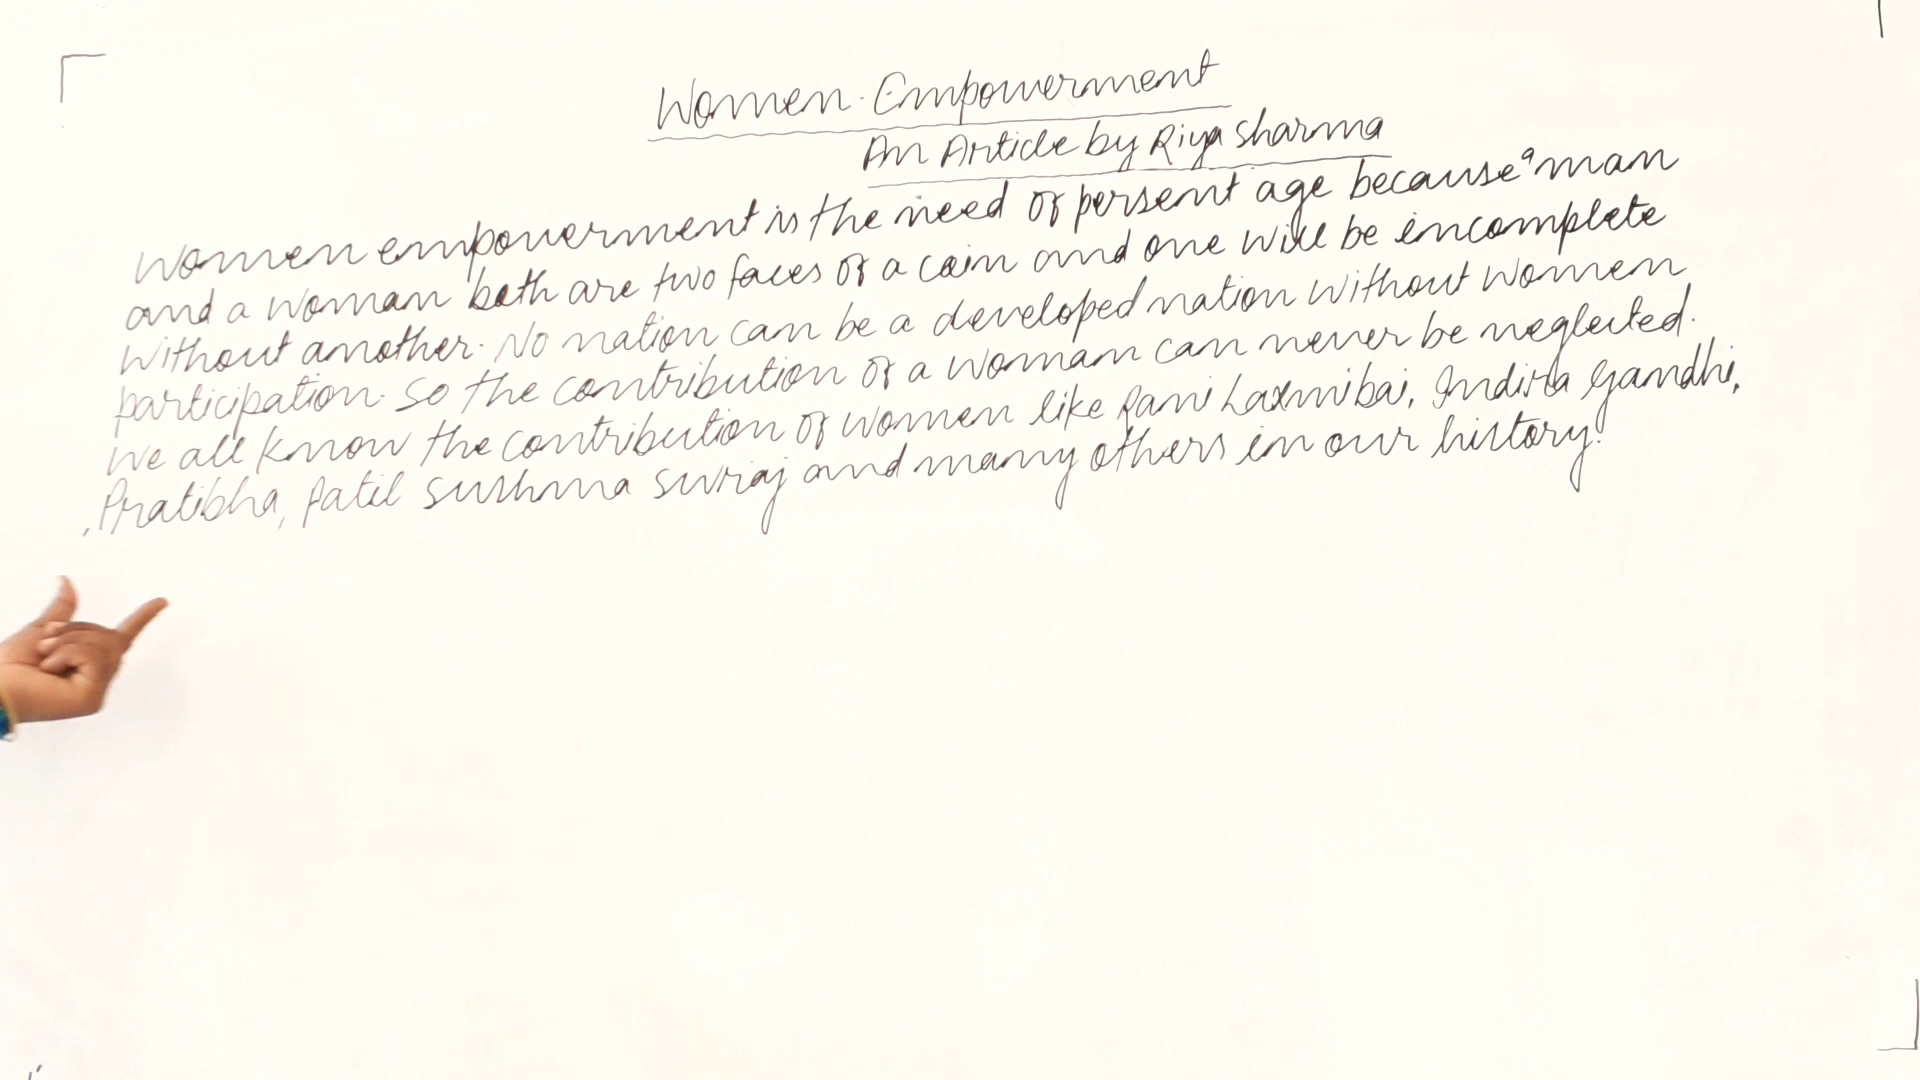 Women Empowerment
An Article by Riya Sharma
Women empowerment is the need of persent age because a man
and a woman both are two faces of a coin and one will be incomplete
without another. No nation can be a developed nation without women
participation. So the contribution of a woman can never be neglected.
We all know the contribution of women like Rani Laxmibai, Indira Gandhi,
Pratibha, Patil Sushma Swraj and many others in our history.